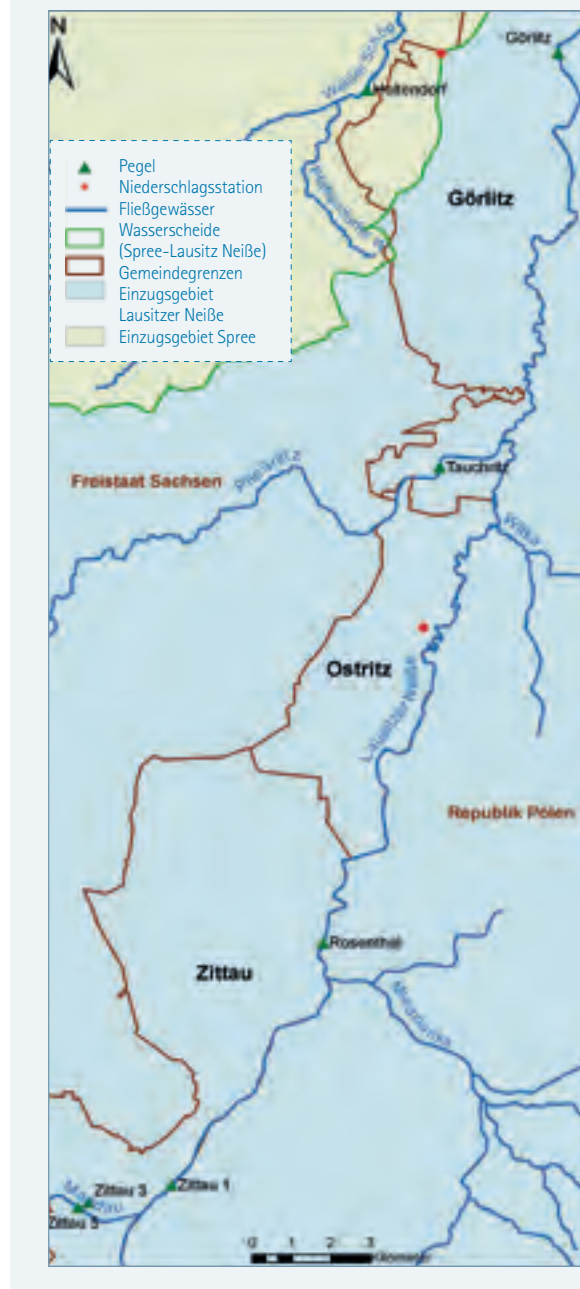 N
Görlitz
Holtendorf
Pegel
Niederschlagsstation
Fließgewässer
Wasserscheide
(Spree-Lausitz Neiße)
Gemeindegrenzen
Einzugsgebiet
Lausitzer Neiße
Einzugsgebiet Spree
Görlitz
Tauchritz
Freistaat Sachsen
Pließnitz
Witka
Ostritz
Lausitzer Neiße
Republik Polen
Rosenthal
Zittau
Miedzianka
Mandau
Zittau 3
Zittau 1
Zittau 5
0 1 2 3
Kilometer